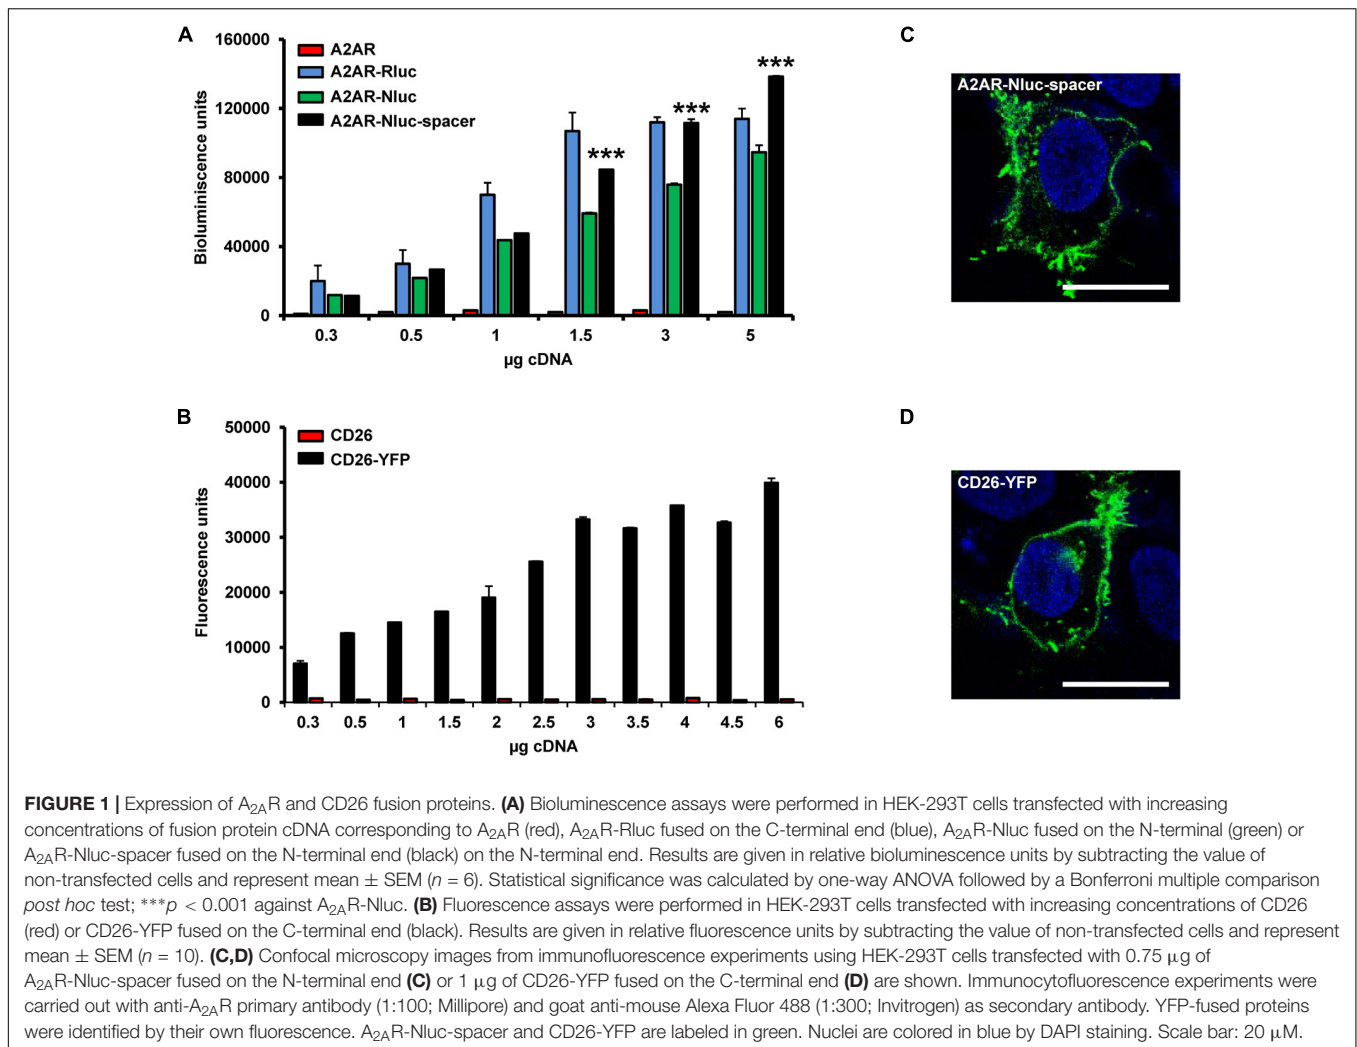 A
160000
120000
80000
40000
0
Bioluminiscence units
A2AR
A2AR-Rluc
A2AR-Nluc
A2AR-Nluc-spacer
***
***
***
0.3 0.5 1 1.5 3 5
µg cDNA
C
A2AR-Nluc-spacer
B
50000
40000
30000
20000
10000
0
Fluorescence units
CD26
CD26-YFP
0.3 0.5 1 1.5 2 2.5 3 3.5 4 4.5 6
µg cDNA
D
CD26-YFP
FIGURE 1 | Expression of A2AR and CD26 fusion proteins. (A) Bioluminescence assays were performed in HEK-293T cells transfected with increasing
concentrations of fusion protein cDNA corresponding to A2AR (red), A2AR-Rluc fused on the C-terminal end (blue), A2AR-Nluc fused on the N-terminal (green) or
A2AR-Nluc-spacer fused on the N-terminal end (black) on the N-terminal end. Results are given in relative bioluminescence units by subtracting the value of
non-transfected cells and represent mean ± SEM (n = 6). Statistical significance was calculated by one-way ANOVA followed by a Bonferroni multiple comparison
post hoc test; ***p < 0.001 against A2AR-Nluc. (B) Fluorescence assays were performed in HEK-293T cells transfected with increasing concentrations of CD26
(red) or CD26-YFP fused on the C-terminal end (black). Results are given in relative fluorescence units by subtracting the value of non-transfected cells and represent
mean ± SEM (n = 10). (C,D) Confocal microscopy images from immunofluorescence experiments using HEK-293T cells transfected with 0.75 µg of
A2AR-Nluc-spacer fused on the N-terminal end (C) or 1 µg of CD26-YFP fused on the C-terminal end (D) are shown. Immunocytofluorescence experiments were
carried out with anti-A2AR primary antibody (1:100; Millipore) and goat anti-mouse Alexa Fluor 488 (1:300; Invitrogen) as secondary antibody. YFP-fused proteins
were identified by their own fluorescence. A2AR-Nluc-spacer and CD26-YFP are labeled in green. Nuclei are colored in blue by DAPI staining. Scale bar: 20 µM.